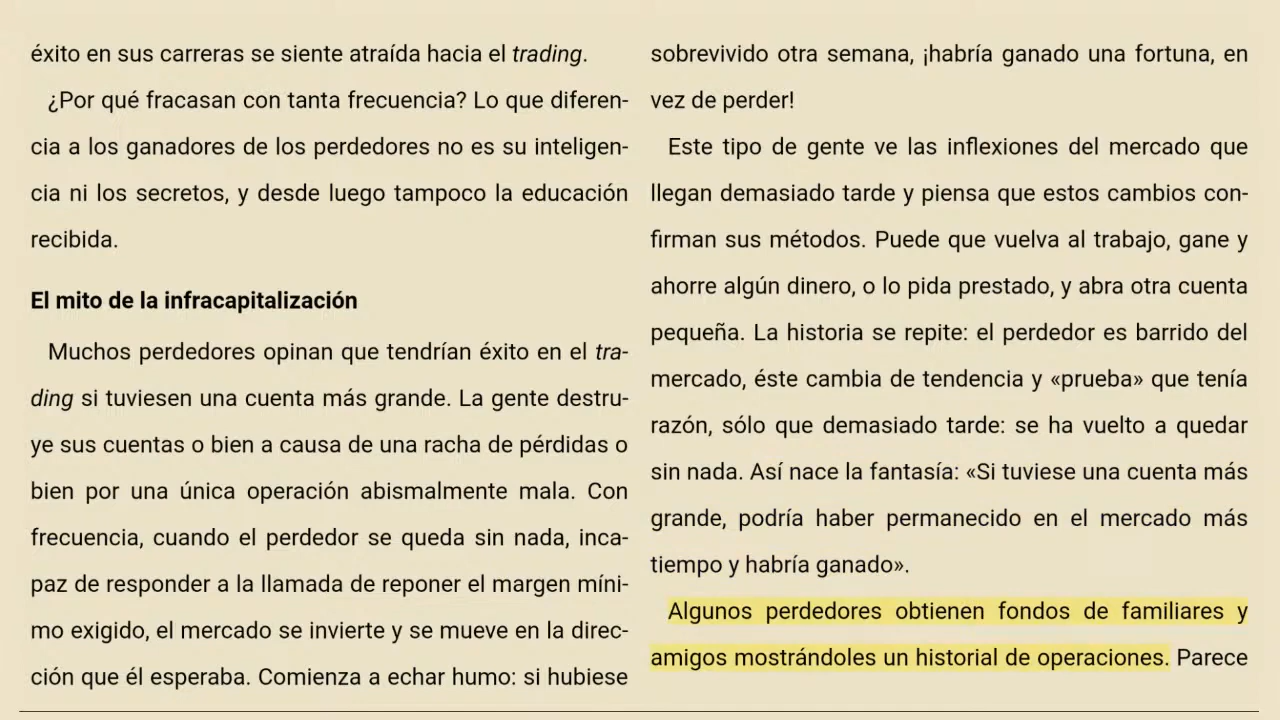 éxito en sus carreras se siente atraída hacia el trading.
¿Por qué fracasan con tanta frecuencia? Lo que diferen-
cia a los ganadores de los perdedores no es su inteligen-
cia ni los secretos, y desde luego tampoco la educación
recibida.
El mito de la infracapitalización
Muchos perdedores opinan que tendrían éxito en el tra-
ding si tuviesen una cuenta más grande. La gente destru-
ye sus cuentas o bien a causa de una racha de pérdidas o
bien por una única operación abismalmente mala. Con
frecuencia, cuando el perdedor se queda sin nada, inca-
paz de responder a la llamada de reponer el margen míni-
mo exigido, el mercado se invierte y se mueve en la direc-
ción que él esperaba. Comienza a echar humo: si hubiese
sobrevivido otra semana, ¡habría ganado una fortuna, en
vez de perder!
Este tipo de gente ve las inflexiones del mercado que
llegan demasiado tarde y piensa que estos cambios con-
firman sus métodos. Puede que vuelva al trabajo, gane y
ahorre algún dinero, o lo pida prestado, y abra otra cuenta
pequeña. La historia se repite: el perdedor es barrido del
mercado, éste cambia de tendencia y «prueba» que tenía
razón, sólo que demasiado tarde: se ha vuelto a quedar
sin nada. Así nace la fantasía: «Si tuviese una cuenta más
grande, podría haber permanecido en el mercado más
tiempo y habría ganado».
Algunos perdedores obtienen fondos de familiares y
amigos mostrándoles un historial de operaciones. Parece